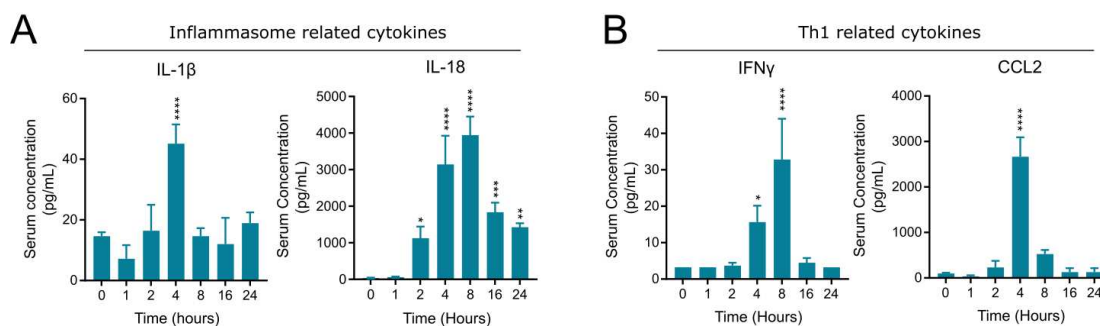 A
Inflammasome related cytokines
IL-1β
Serum Concentration
(pg/mL)
60
40
20
0
****
0 1 2 4 8 16 24
Time (hours)
IL-18
Serum Concentration
(pg/mL)
5000
4000
3000
2000
1000
0
*
****
****
***
**
0 1 2 4 8 16 24
Time (Hours)
B
Th1 related cytokines
IFNγ
Serum Concentration
(pg/mL)
50
40
30
20
10
0
*
****
0 1 2 4 8 16 24
Time (Hours)
CCL2
Serum Concentration
(pg/mL)
4000
3000
2000
1000
0
****
0 1 2 4 8 16 24
Time (Hours)